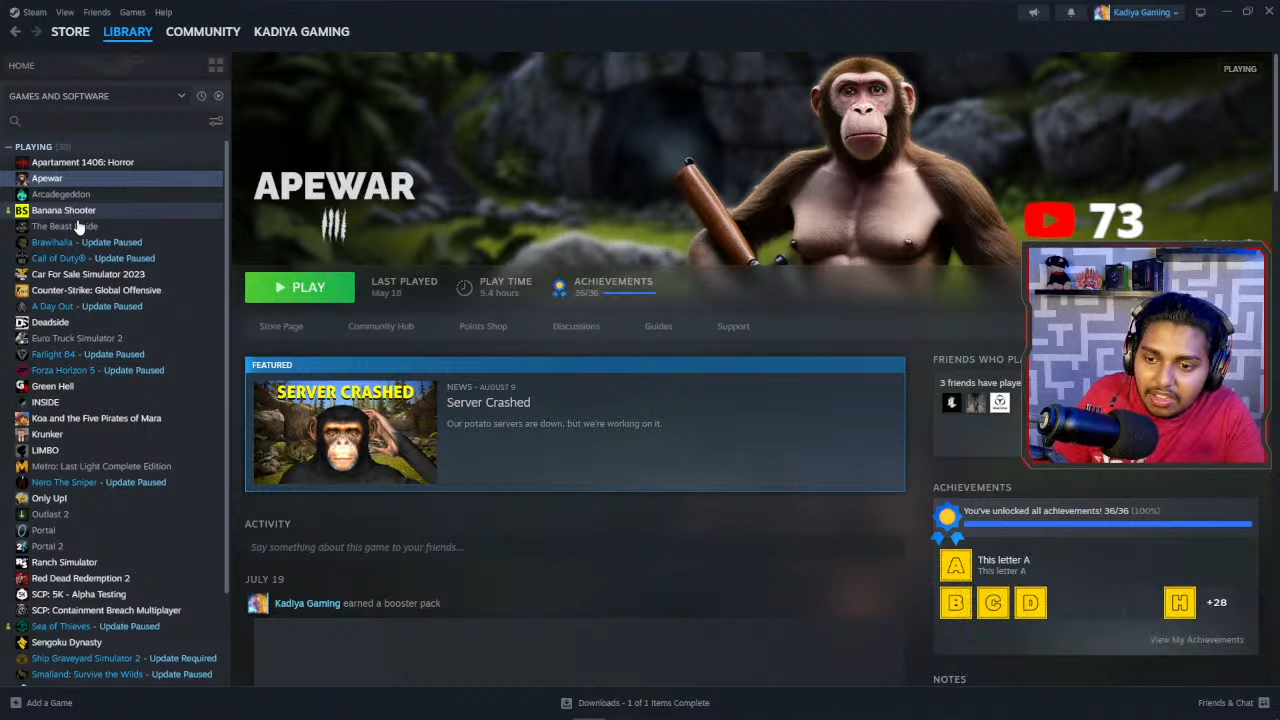 Steam View Friends Games Help
Kadiya Gaming
STORE LIBRARY COMMUNITY KADIYA GAMING
HOME
GAMES AND SOFTWARE
PLAYING (30)
Apartament 1406: Horror
Apewar
Arcadegeddon
BS Banana Shooter
The Beast Inside
Brawlhalla - Update Paused
Call of Duty® - Update Paused
Car For Sale Simulator 2023
Counter-Strike: Global Offensive
A Day Out - Update Paused
Deadside
Euro Truck Simulator 2
Farlight 84 - Update Paused
Forza Horizon 5 - Update Paused
Green Hell
INSIDE
Koa and the Five Pirates of Mara
Krunker
LIMBO
Metro: Last Light Complete Edition
Nero The Sniper - Update Paused
Only Up!
Outlast 2
Portal
Portal 2
Ranch Simulator
Red Dead Redemption 2
SCP: 5K - Alpha Testing
SCP: Containment Breach Multiplayer
Sea of Thieves - Update Paused
Sengoku Dynasty
Ship Graveyard Simulator 2 - Update Required
Smalland: Survive the Wilds - Update Paused
PLAYING
APEWAR
73
PLAY
LAST PLAYED
May 18
PLAY TIME
5.4 hours
ACHIEVEMENTS
36/36
Store Page Community Hub Points Shop Discussions Guides Support
FEATURED
SERVER CRASHED
NEWS - AUGUST 9
Server Crashed
Our potato servers are down, but we're working on it.
ACTIVITY
Say something about this game to your friends...
JULY 19
Kadiya Gaming earned a booster pack
FRIENDS WHO
3 friends have
ACHIEVEMENTS
You've unlocked all achievements! 36/36 (100%)
A
This letter A
This letter A
B C D H +28
View My Achievements
NOTES
Add a Game
Downloads - 1 of 1 Items Complete
Friends & Chat